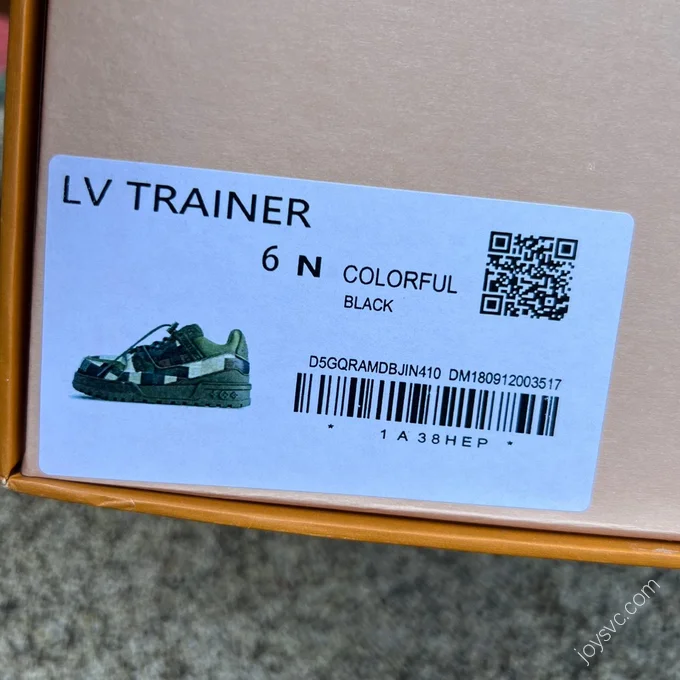 LV TRAINER
6 N COLORFUL
BLACK
D5GQRAMDBJIN410 DM180912003517
* 1A38HEP *
joysvc.com